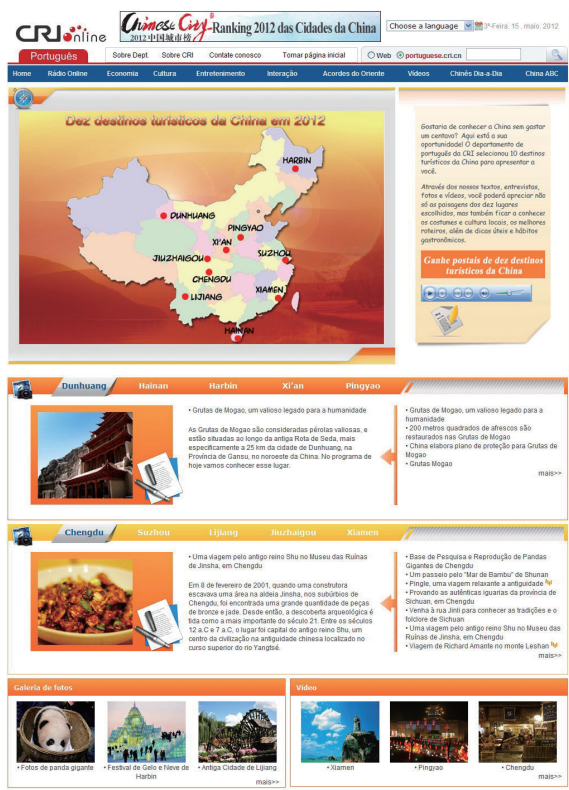 CRI online
Chinese City-Ranking 2012 das Cidades da China
2012中国城市榜
Choose a language
3ª-Feira. 15 . maio. 2012
Português
Sobre Dept. Sobre CRI Contate conosco Tornar página inicial Web portuguese.cri.cn
Home Rádio Online Economia Cultura Entretenimento Interação Acordes do Oriente Vídeos Chinês Dia-a-Dia China ABC
Dez destinos turísticos da China em 2012
HARBIN
DUNHUANG
PINGYAO
XI'AN
SUZHOU
JIUZHAIGOU
CHENGDU
XIAMEN
LIJIANG
HAINAN
Gostaria de conhecer a China sem gastar
um centavo? Aqui está a sua
oportunidade! O departamento de
português da CRI selecionou 10 destinos
turísticos da China para apresentar a
você.
Através dos nossos textos, entrevistas,
fotos e vídeos, você poderá apreciar não
só as paisagens dos dez lugares
escolhidos, mas também ficar a conhecer
os costumes e cultura locais, os melhores
roteiros, além de dicas úteis e hábitos
gastronômicos.
Ganhe postais de dez destinos
turísticos da China
Dunhuang Hainan Harbin Xi'an Pingyao
• Grutas de Mogao, um valioso legado para a humanidade
As Grutas de Mogao são consideradas pérolas valiosas, e
estão situadas ao longo da antiga Rota de Seda, mais
especificamente a 25 km da cidade de Dunhuang, na
Província de Gansu, no noroeste da China. No programa de
hoje vamos conhecer esse lugar.
• Grutas de Mogao, um valioso legado para a
humanidade
• 200 metros quadrados de afrescos são
restaurados nas Grutas de Mogao
• China elabora plano de proteção para Grutas de
Mogao
• Grutas Mogao
mais>>
Chengdu Suzhou Lijiang Jiuzhaigou Xiamen
• Uma viagem pelo antigo reino Shu no Museu das Ruínas
de Jinsha, em Chengdu
Em 8 de fevereiro de 2001, quando uma construtora
escavava uma área na aldeia Jinsha, nos subúrbios de
Chengdu, foi encontrada uma grande quantidade de peças
de bronze e jade. Desde então, a descoberta arqueológica é
tida como a mais importante do século 21. Entre os séculos
12 a.C e 7 a.C, o lugar foi capital do antigo reino Shu, um
centro da civilização na antiguidade chinesa localizado no
curso superior do rio Yangtsé.
• Base de Pesquisa e Reprodução de Pandas
Gigantes de Chengdu
• Um passeio pelo "Mar de Bambu" de Shunan
• Pingle, uma viagem relaxante a antiguidade
• Provando as autênticas iguarias da província de
Sichuan, em Chengdu
• Venhà à rua Jinli para conhecer as tradições e o
folclore de Sichuan
• Uma viagem pelo antigo reino Shu no Museu das
Ruínas de Jinsha, em Chengdu
• Viagem de Richard Amante no monte Leshan
mais>>
Galeria de fotos
• Fotos de panda gigante
• Festival de Gelo e Neve de
Harbin
• Antiga Cidade de Lijiang
mais>>
Vídeo
• Xiamen
• Pingyao
• Chengdu
mais>>